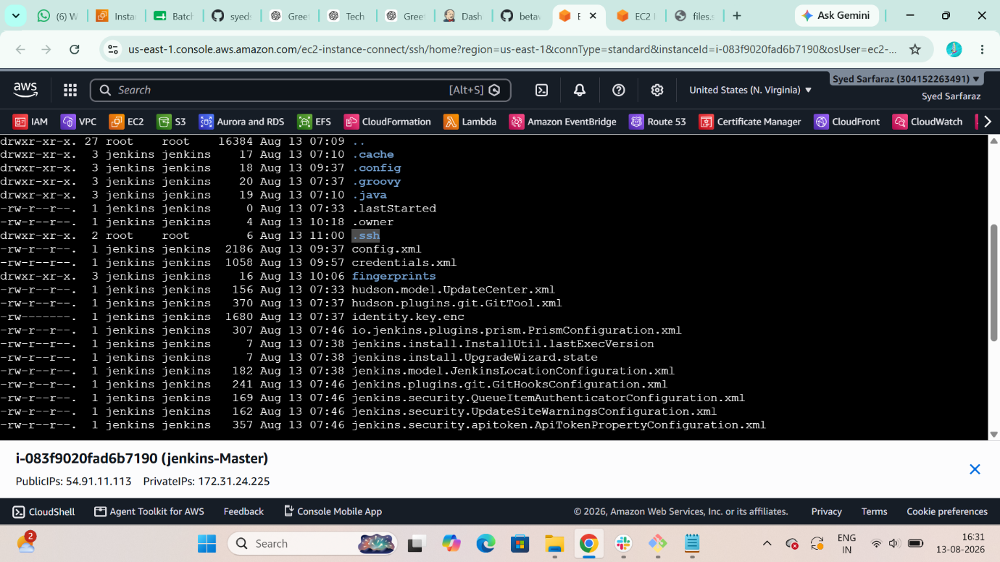 (6) W
Instan
Batch
syeds
Greet
Tech
Greet
Dash
betaw
E
EC2 I
files.s
Ask Gemini
us-east-1.console.aws.amazon.com/ec2-instance-connect/ssh/home?region=us-east-1&connType=standard&instanceId=i-083f9020fad6b7190&osUser=ec2-...
aws
Search [Alt+S]
United States (N. Virginia)
Syed Sarfaraz (304152263491)
Syed Sarfaraz
IAM VPC EC2 S3 Aurora and RDS EFS CloudFormation Lambda Amazon EventBridge Route 53 Certificate Manager CloudFront CloudWatch
drwxr-xr-x. 27 root    root    16384 Aug 13 07:09 ..
drwxr-xr-x.  3 jenkins jenkins    17 Aug 13 07:10 .cache
drwxr-xr-x.  3 jenkins jenkins    18 Aug 13 09:37 .config
drwxr-xr-x.  3 jenkins jenkins    20 Aug 13 07:37 .groovy
drwxr-xr-x.  3 jenkins jenkins    19 Aug 13 07:10 .java
-rw-r--r--.  1 jenkins jenkins     0 Aug 13 07:33 .lastStarted
-rw-r--r--.  1 jenkins jenkins     4 Aug 13 10:18 .owner
drwxr-xr-x.  2 root    root        6 Aug 13 11:00 .ssh
-rw-r--r--.  1 jenkins jenkins  2186 Aug 13 09:37 config.xml
-rw-r--r--.  1 jenkins jenkins  1058 Aug 13 09:57 credentials.xml
drwxr-xr-x.  3 jenkins jenkins    16 Aug 13 10:06 fingerprints
-rw-r--r--.  1 jenkins jenkins   156 Aug 13 07:33 hudson.model.UpdateCenter.xml
-rw-r--r--.  1 jenkins jenkins   370 Aug 13 07:37 hudson.plugins.git.GitTool.xml
-rw-------.  1 jenkins jenkins  1680 Aug 13 07:37 identity.key.enc
-rw-r--r--.  1 jenkins jenkins   307 Aug 13 07:46 io.jenkins.plugins.prism.PrismConfiguration.xml
-rw-r--r--.  1 jenkins jenkins     7 Aug 13 07:38 jenkins.install.InstallUtil.lastExecVersion
-rw-r--r--.  1 jenkins jenkins     7 Aug 13 07:38 jenkins.install.UpgradeWizard.state
-rw-r--r--.  1 jenkins jenkins   182 Aug 13 07:38 jenkins.model.JenkinsLocationConfiguration.xml
-rw-r--r--.  1 jenkins jenkins   241 Aug 13 07:46 jenkins.plugins.git.GitHooksConfiguration.xml
-rw-r--r--.  1 jenkins jenkins   169 Aug 13 07:46 jenkins.security.QueueItemAuthenticatorConfiguration.xml
-rw-r--r--.  1 jenkins jenkins   162 Aug 13 07:46 jenkins.security.UpdateSiteWarningsConfiguration.xml
-rw-r--r--.  1 jenkins jenkins   357 Aug 13 07:46 jenkins.security.apitoken.ApiTokenPropertyConfiguration.xml
i-083f9020fad6b7190 (jenkins-Master)
PublicIPs: 54.91.11.113 PrivateIPs: 172.31.24.225
CloudShell Agent Toolkit for AWS Feedback Console Mobile App © 2026, Amazon Web Services, Inc. or its affiliates. Privacy Terms Cookie preferences
2
Search
ENG
IN
16:31
13-08-2026